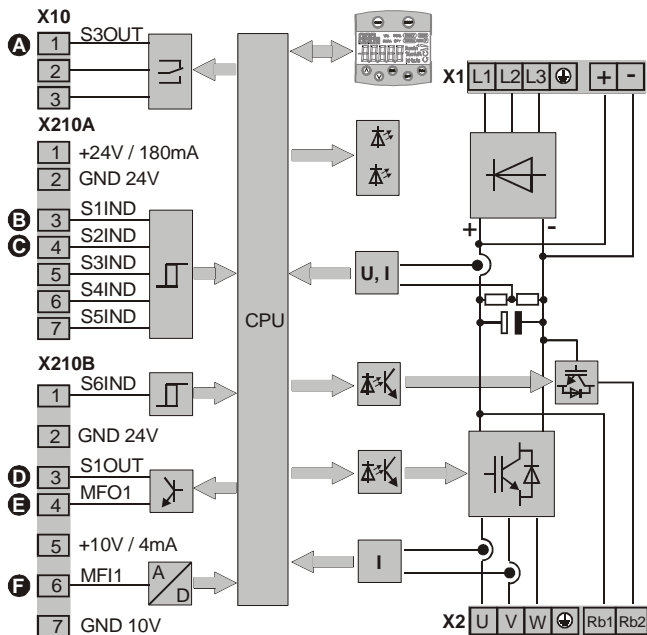 X10
A 1 S3OUT
2
3
X210A
1 +24V / 180mA
2 GND 24V
B 3 S1IND
C 4 S2IND
5 S3IND
6 S4IND
7 S5IND
X210B
1 S6IND
2 GND 24V
D 3 S1OUT
E 4 MFO1
5 +10V / 4mA
F 6 MFI1
A
D
7 GND 10V
CPU
U, I
I
X1 L1 L2 L3 + -
+ -
X2 U V W Rb1 Rb2